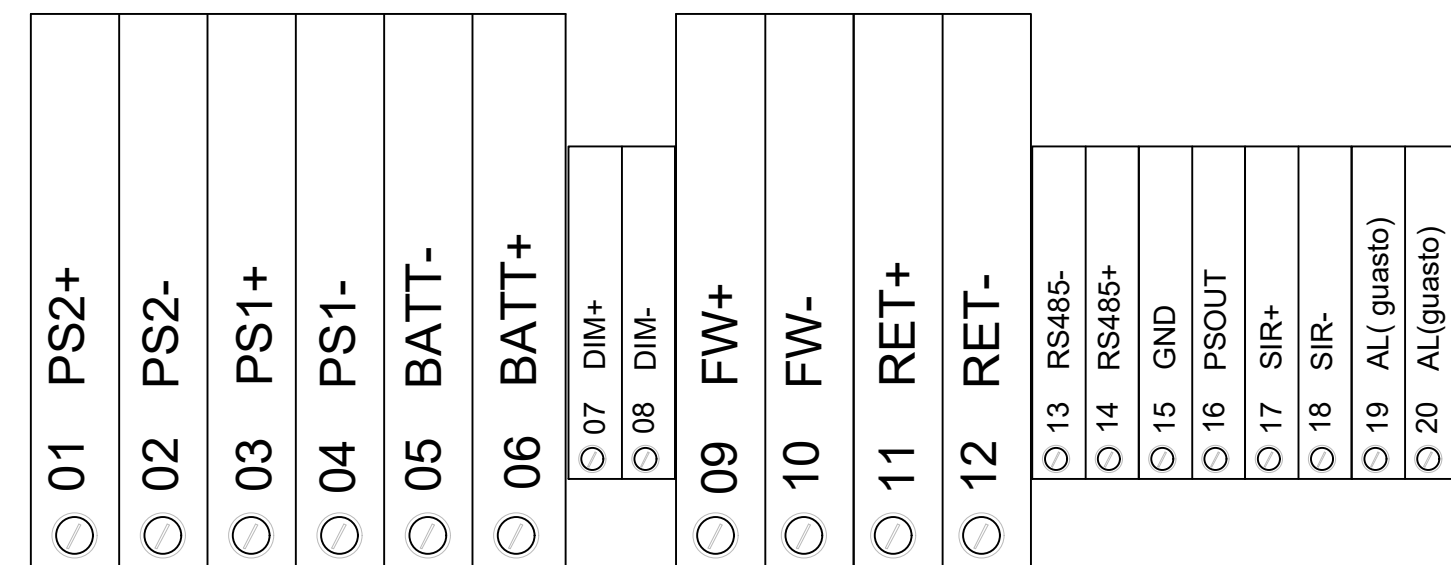 01 PS2+
02 PS2-
03 PS1+
04 PS1-
05 BATT-
06 BATT+
07 DIM+
08 DIM-
09 FW+
10 FW-
11 RET+
12 RET-
13 RS485-
14 RS485+
15 GND
16 PSOUT
17 SIR+
18 SIR-
19 AL( guasto)
20 AL(guasto)